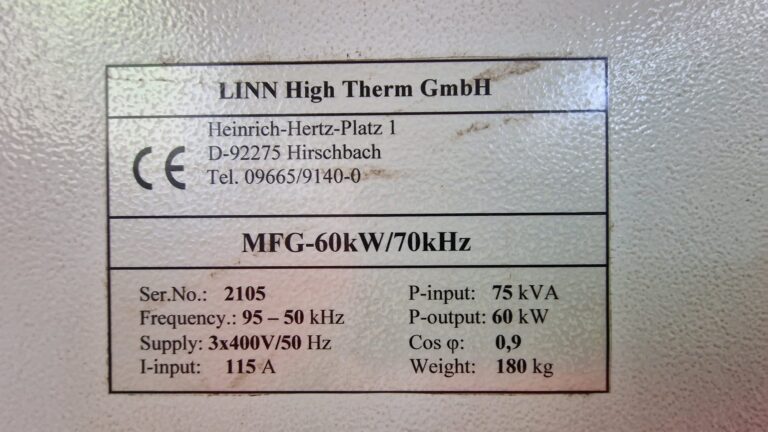 LINN High Therm GmbH
Heinrich-Hertz-Platz 1
D-92275 Hirschbach
CE Tel. 09665/9140-0
MFG-60kW/70kHz
Ser.No.: 2105 P-input: 75 kVA
Frequency.: 95 – 50 kHz P-output: 60 kW
Supply: 3x400V/50 Hz Cos φ: 0,9
I-input: 115 A Weight: 180 kg